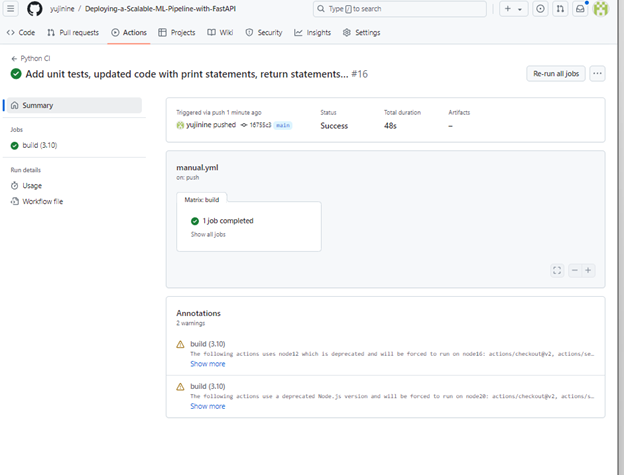 yujinine / Deploying-a-Scalable-ML-Pipeline-with-FastAPI
Type / to search
Code Pull requests Actions Projects Wiki Security Insights Settings
← Python CI
Add unit tests, updated code with print statements, return statements... #16
Re-run all jobs
Summary
Jobs
build (3.10)
Run details
Usage
Workflow file
Triggered via push 1 minute ago
yujinine pushed 16755c3 main
Status
Success
Total duration
48s
Artifacts
–
manual.yml
on: push
Matrix: build
1 job completed
Show all jobs
Annotations
2 warnings
build (3.10)
The following actions uses node12 which is deprecated and will be forced to run on node16: actions/checkout@v2, actions/se...
Show more
build (3.10)
The following actions use a deprecated Node.js version and will be forced to run on node20: actions/checkout@v2, actions/s...
Show more